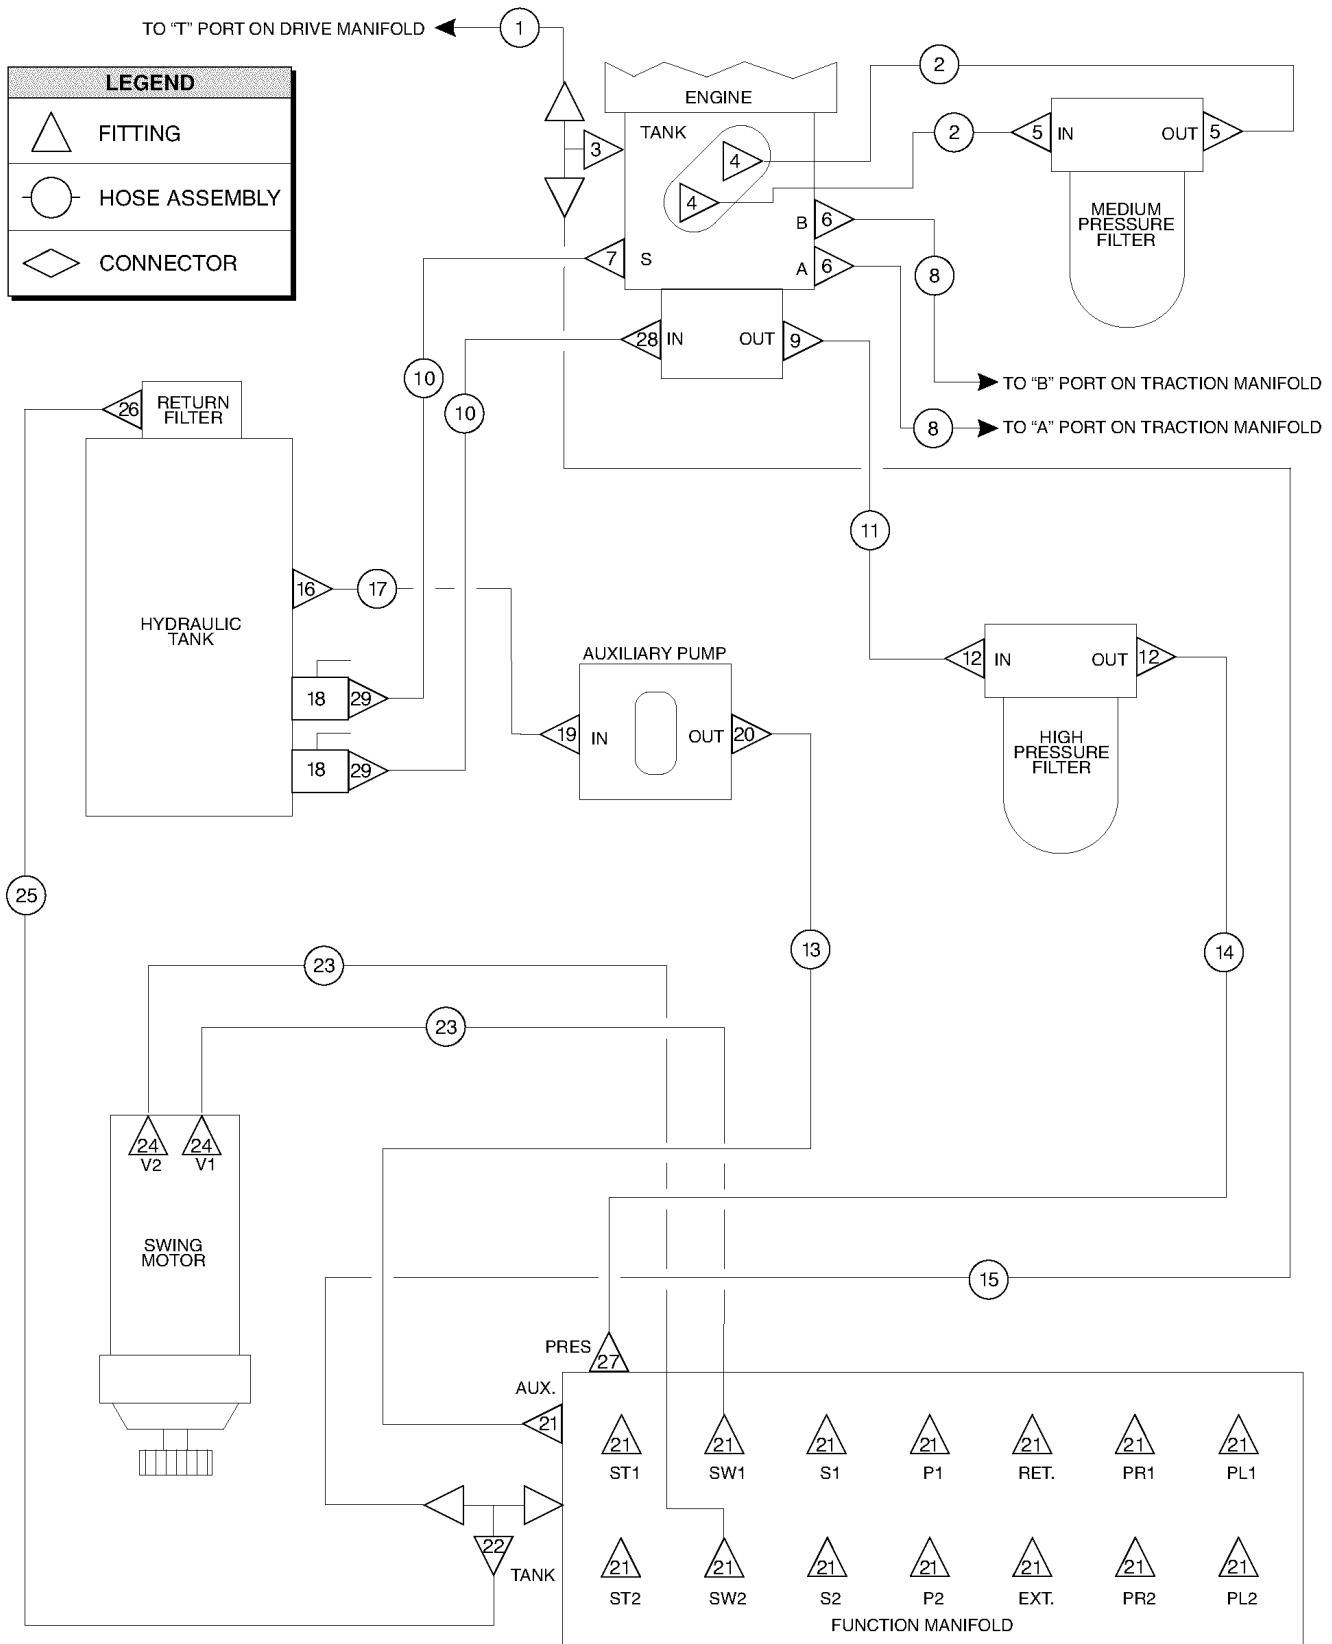 TO “T” PORT ON DRIVE MANIFOLD
1
LEGEND
FITTING
HOSE ASSEMBLY
CONNECTOR
ENGINE
TANK
3
4
4
2
2
5
IN
OUT
5
MEDIUM
PRESSURE
FILTER
B
6
A
6
7
S
8
8
28
IN
OUT
9
TO “B” PORT ON TRACTION MANIFOLD
TO “A” PORT ON TRACTION MANIFOLD
10
10
26
RETURN
FILTER
11
16
17
HYDRAULIC
TANK
18
29
18
29
AUXILIARY PUMP
19
IN
OUT
20
12
IN
OUT
12
HIGH
PRESSURE
FILTER
25
23
23
13
14
24
24
V2
V1
SWING
MOTOR
15
PRES
27
AUX.
21
21
21
21
21
21
21
21
ST1
SW1
S1
P1
RET.
PR1
PL1
22
TANK
21
21
21
21
21
21
21
ST2
SW2
S2
P2
EXT.
PR2
PL2
FUNCTION MANIFOLD